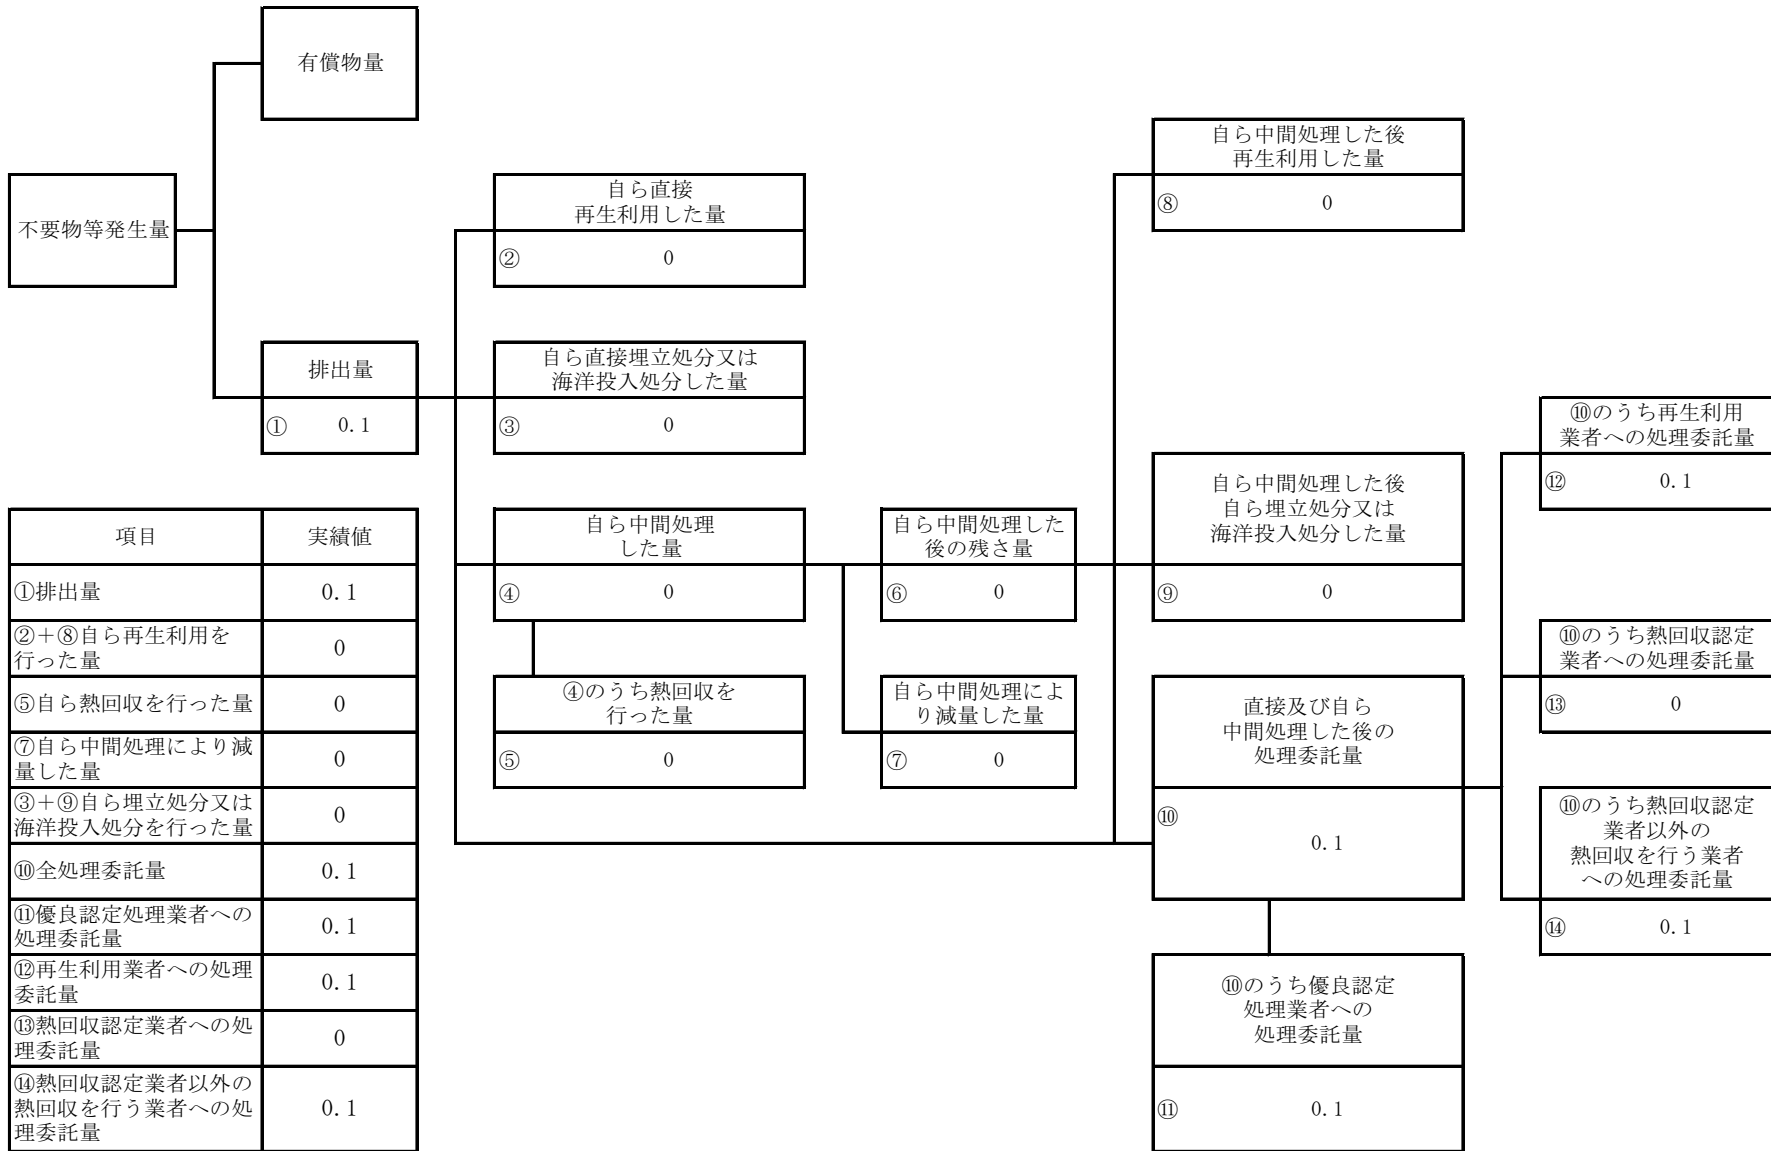 有償物量
不要物等発生量
排出量
① 0.1
自ら直接
再生利用した量
② 0
自ら直接埋立処分又は
海洋投入処分した量
③ 0
自ら中間処理
した量
④ 0
④のうち熱回収を
行った量
⑤ 0
自ら中間処理した
後の残さ量
⑥ 0
自ら中間処理によ
り減量した量
⑦ 0
自ら中間処理した後
再生利用した量
⑧ 0
自ら中間処理した後
自ら埋立処分又は
海洋投入処分した量
⑨ 0
直接及び自ら
中間処理した後の
処理委託量
⑩
0.1
⑩のうち優良認定
処理業者への
処理委託量
⑪ 0.1
⑩のうち再生利用
業者への処理委託量
⑫ 0.1
⑩のうち熱回収認定
業者への処理委託量
⑬ 0
⑩のうち熱回収認定
業者以外の
熱回収を行う業者
への処理委託量
⑭ 0.1
項目 実績値
①排出量 0.1
②＋⑧自ら再生利用を
行った量 0
⑤自ら熱回収を行った量 0
⑦自ら中間処理により減
量した量 0
③＋⑨自ら埋立処分又は
海洋投入処分を行った量 0
⑩全処理委託量 0.1
⑪優良認定処理業者への
処理委託量 0.1
⑫再生利用業者への処理
委託量 0.1
⑬熱回収認定業者への処
理委託量 0
⑭熱回収認定業者以外の
熱回収を行う業者への処
理委託量 0.1